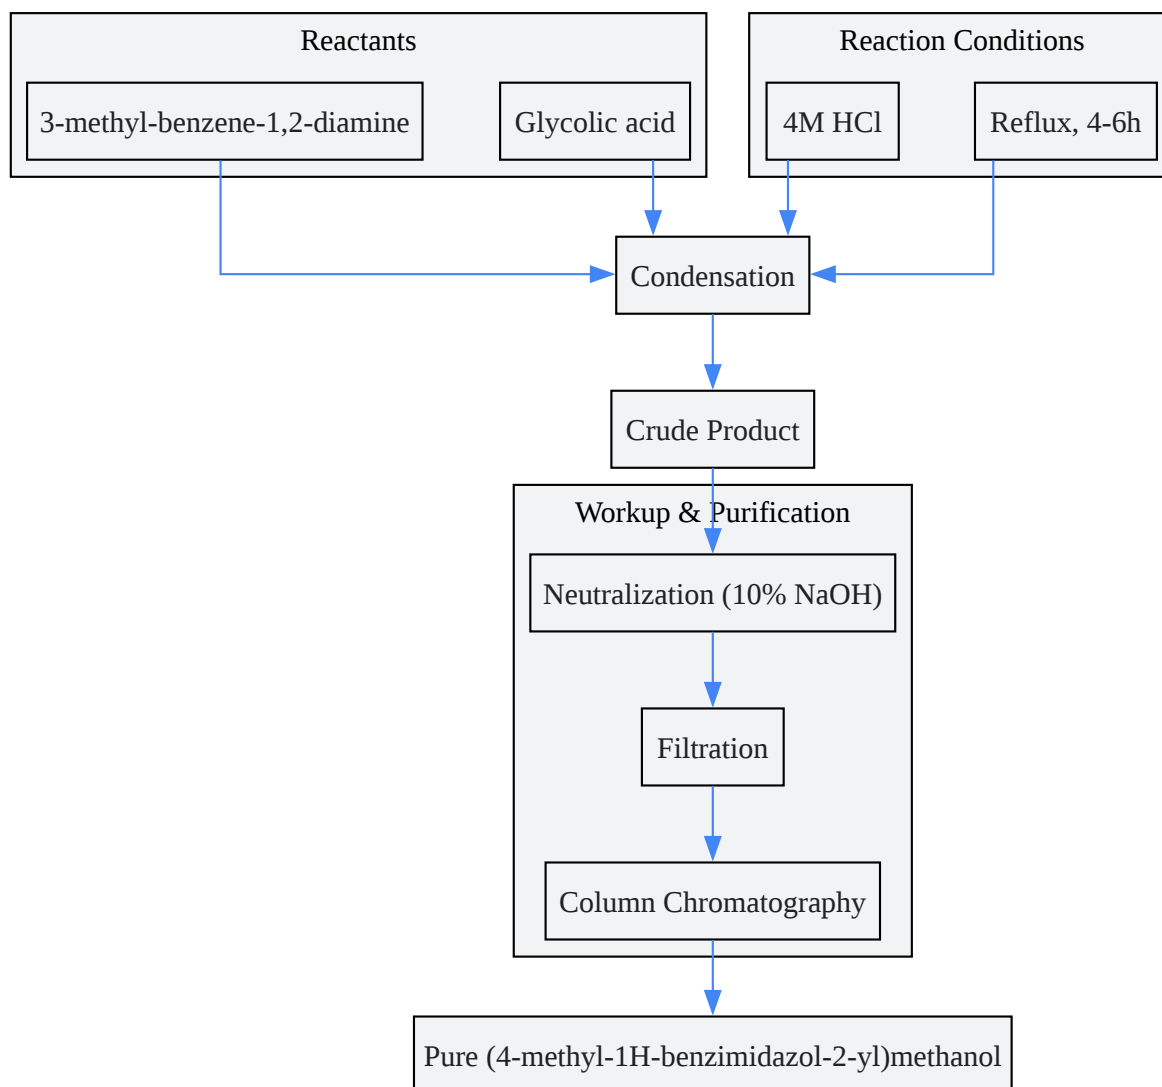 Reactants
Reaction Conditions
3-methyl-benzene-1,2-diamine
Glycolic acid
4M HCl
Reflux, 4-6h
Condensation
Crude Product
Workup & Purification
Neutralization (10% NaOH)
Filtration
Column Chromatography
Pure (4-methyl-1H-benzimidazol-2-yl)methanol